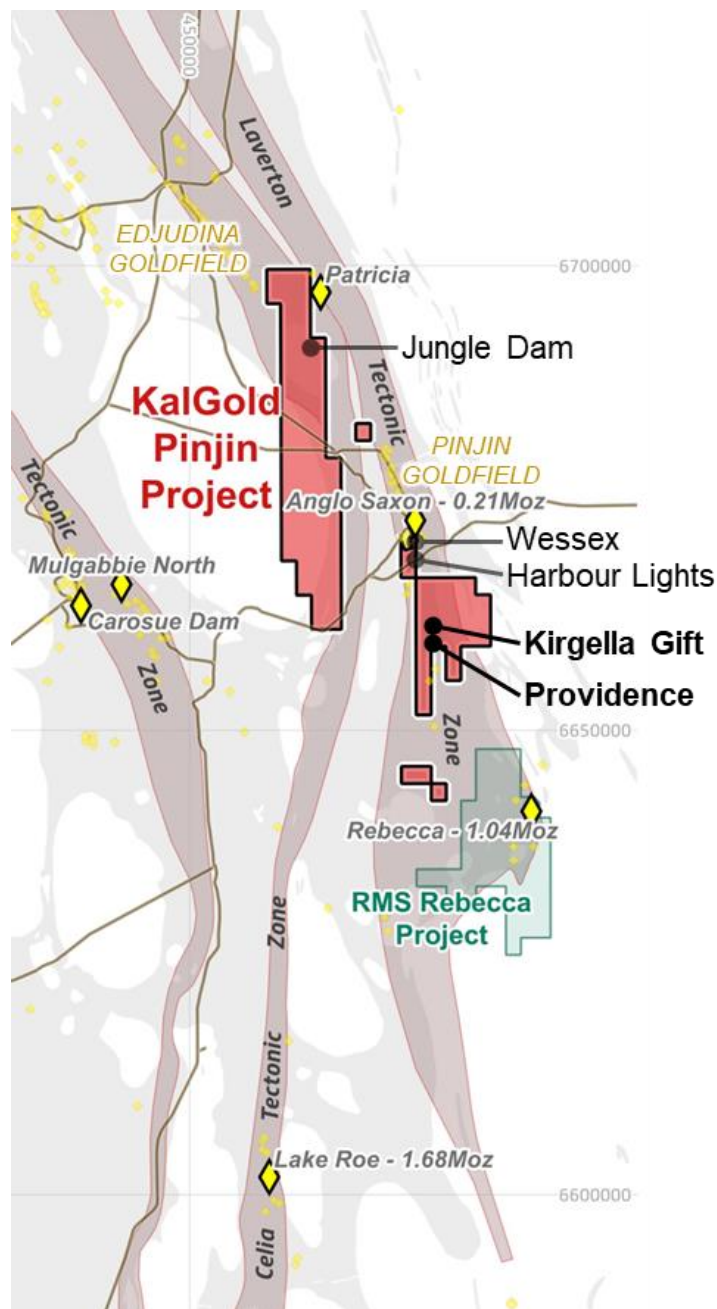 450000
Laverton
EDJUDINA
GOLDFIELD
Patricia
6700000
Jungle Dam
KalGold
Pinjin
Project
Tectonic
PINJIN
GOLDFIELD
Anglo Saxon - 0.21Moz
Tectonic
Wessex
Harbour Lights
Mulgabbie North
Carosue Dam
Kirgella Gift
Zone
Providence
Zone
6650000
Rebecca - 1.04Moz
RMS Rebecca
Project
Zone
Tectonic
Lake Roe - 1.68Moz
6600000
Celia